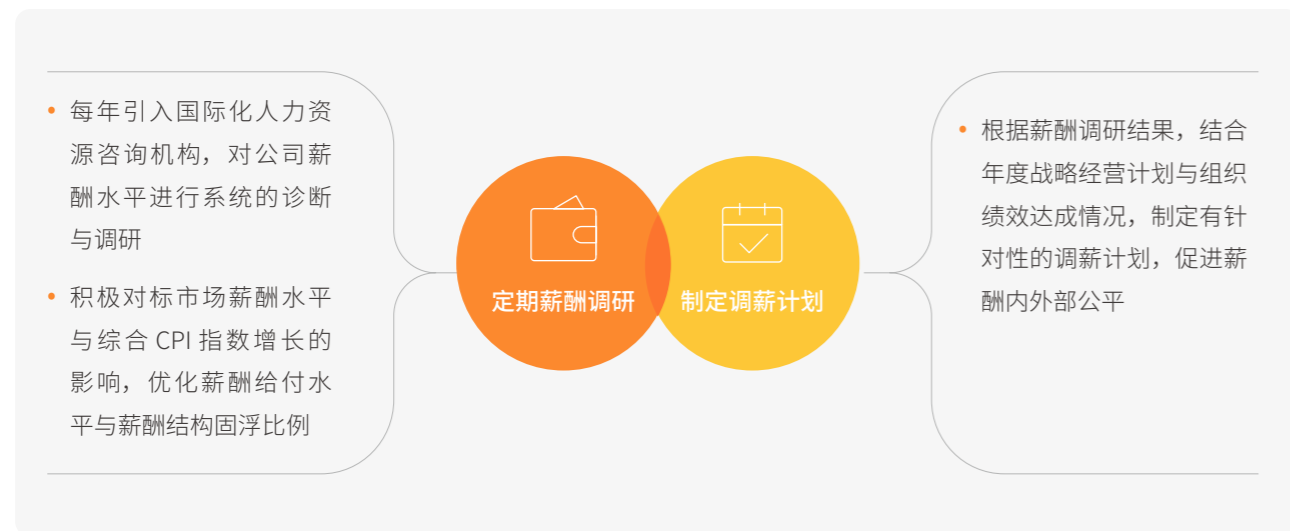 每年引入国际化人力资
源咨询机构，对公司薪
酬水平进行系统的诊断
与调研
积极对标市场薪酬水平
与综合 CPI 指数增长的
影响，优化薪酬给付水
平与薪酬结构固浮比例
定期薪酬调研
制定调薪计划
根据薪酬调研结果，结合
年度战略经营计划与组织
绩效达成情况，制定有针
对性的调薪计划，促进薪
酬内外部公平